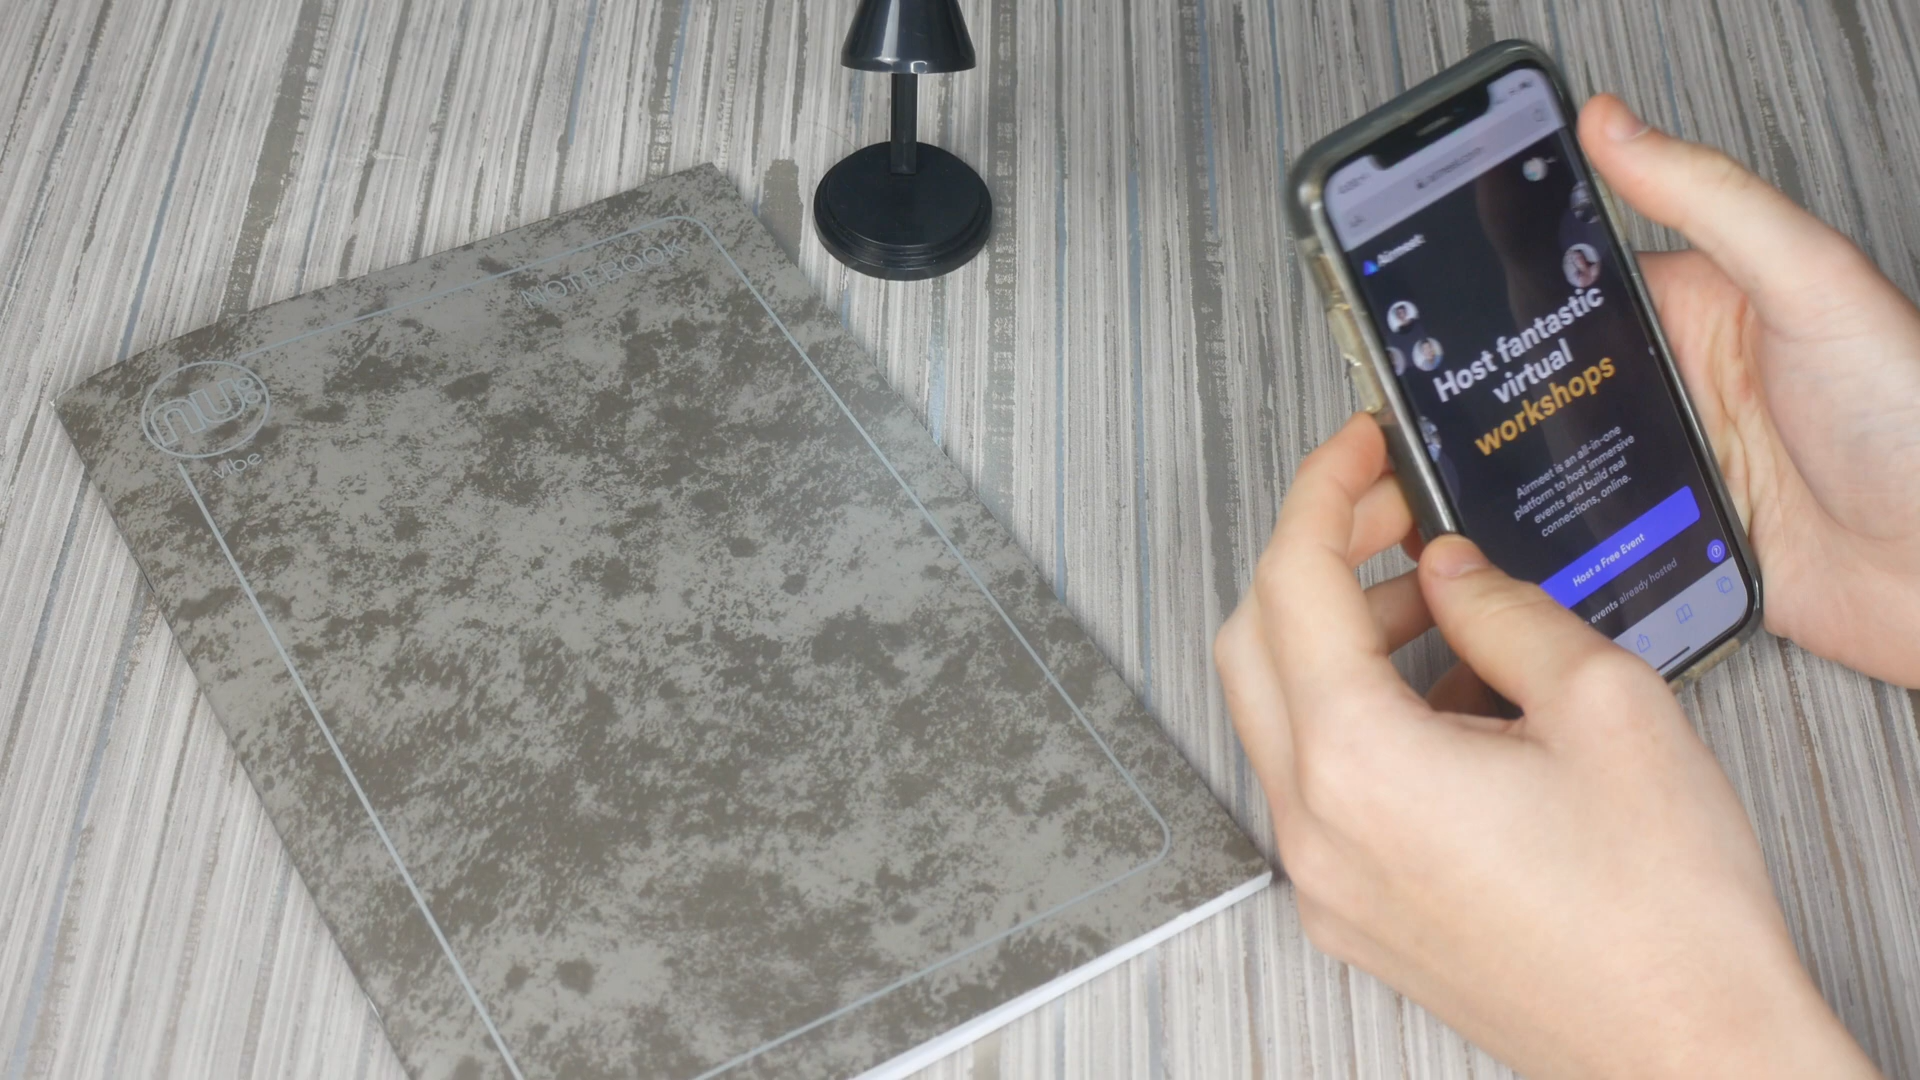 NOTEBOOK
nu:
vibe
Airmeet
Host fantastic
virtual
workshops
Airmeet is an all-in-one
platform to host immersive
events and build real
connections, online.
Host a Free Event
events already hosted